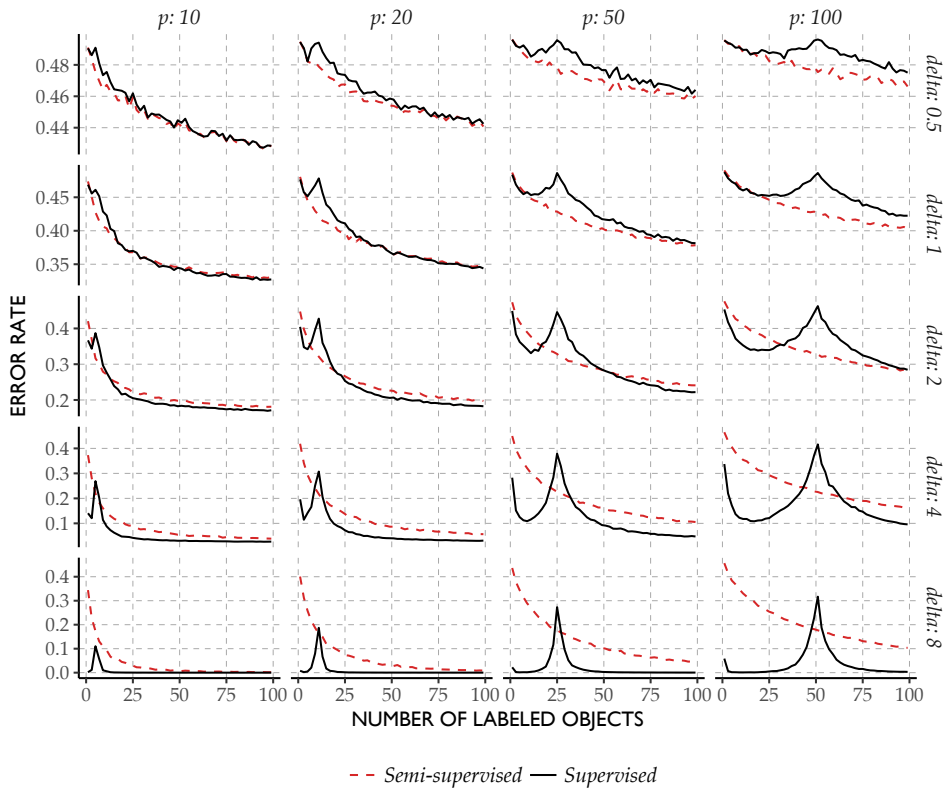 p: 10 p: 20 p: 50 p: 100
0.48
0.46
0.44
delta: 0.5
0.45
0.40
0.35
delta: 1
0.4
0.3
0.2
delta: 2
0.4
0.3
0.2
0.1
delta: 4
0.4
0.3
0.2
0.1
0.0
delta: 8
ERROR RATE
0 25 50 75 100 0 25 50 75 100 0 25 50 75 100 0 25 50 75 100
NUMBER OF LABELED OBJECTS
Semi-supervised Supervised